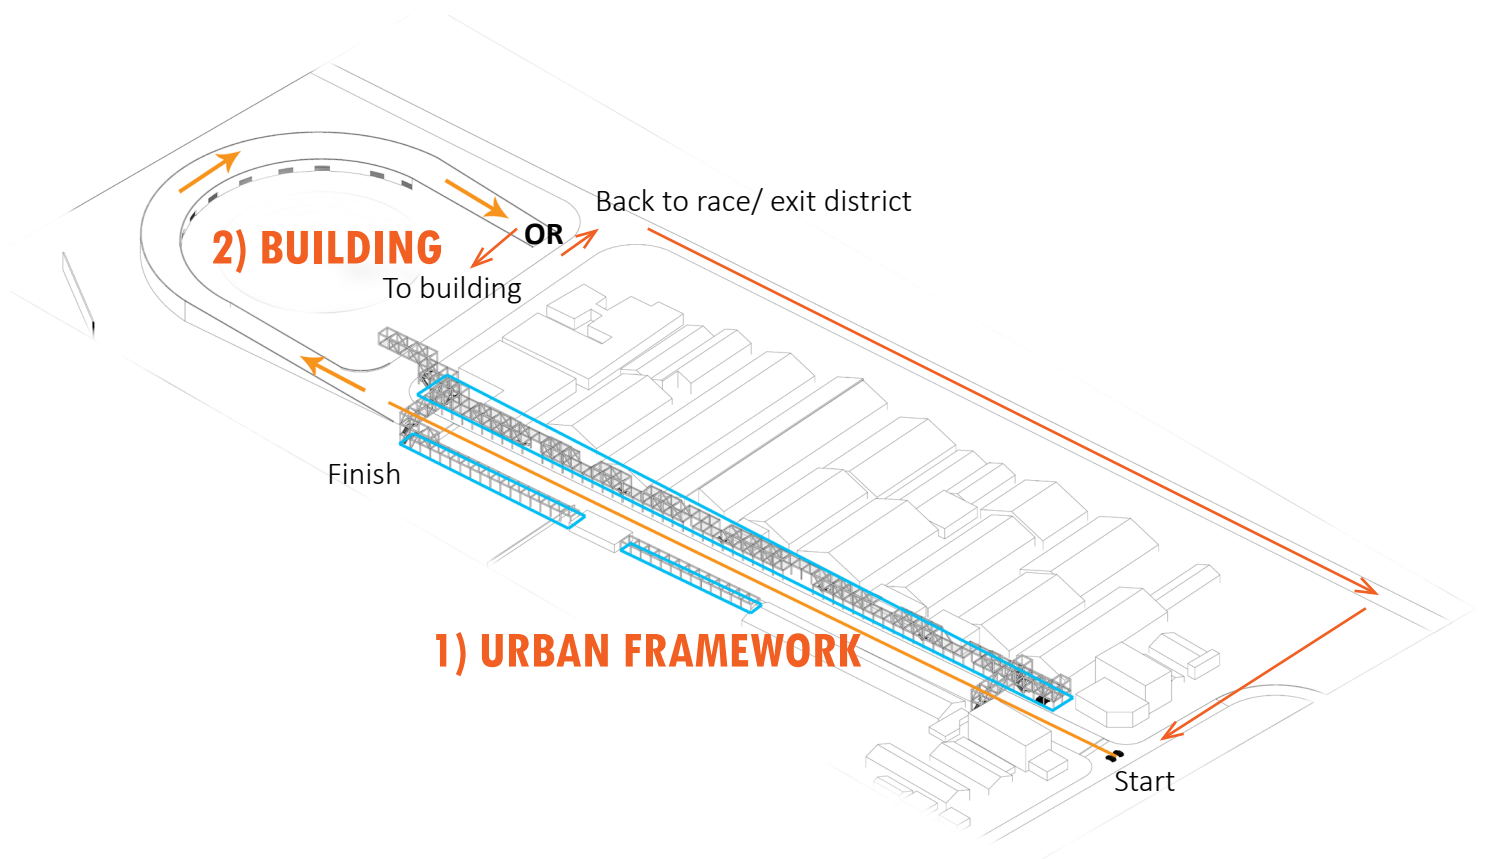 Back to race/ exit district
OR
2) BUILDING
To building
Finish
1) URBAN FRAMEWORK
Start